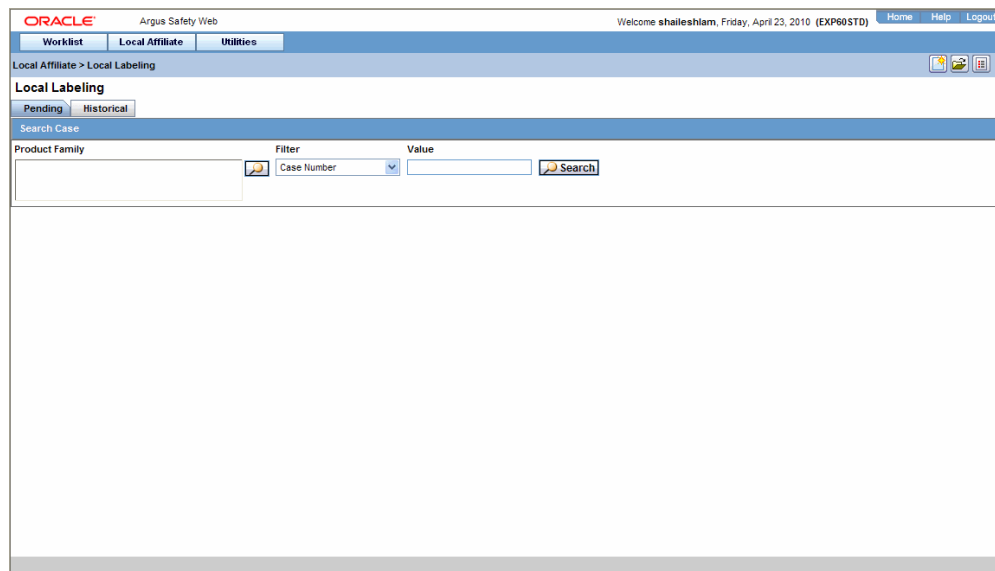 ORACLE Argus Safety Web Welcome shaileshlam, Friday, April 23, 2010 (EXP60STD) Home Help Logout
Worklist Local Affiliate Utilities
Local Affiliate > Local Labeling
Local Labeling
Pending Historical
Search Case
Product Family Filter Value
Case Number Search